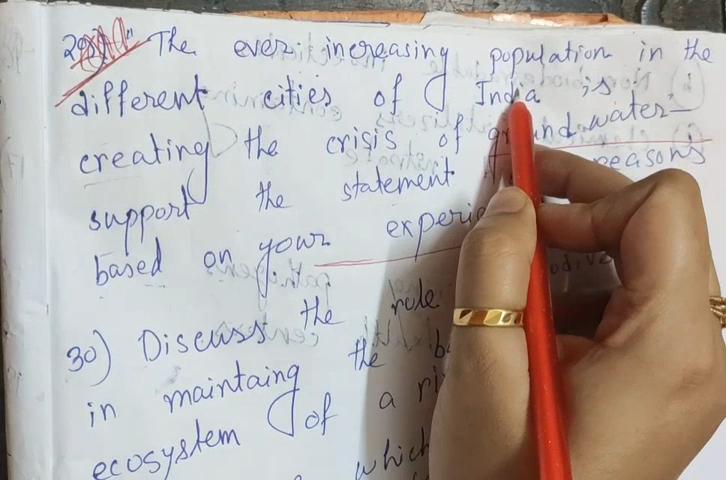 The ever increasing population in the
different cities of India is
creating the crisis of ground water
support the statement reasons
based on your
30) Discuss the role
in maintaing the
ecosystem of a
which